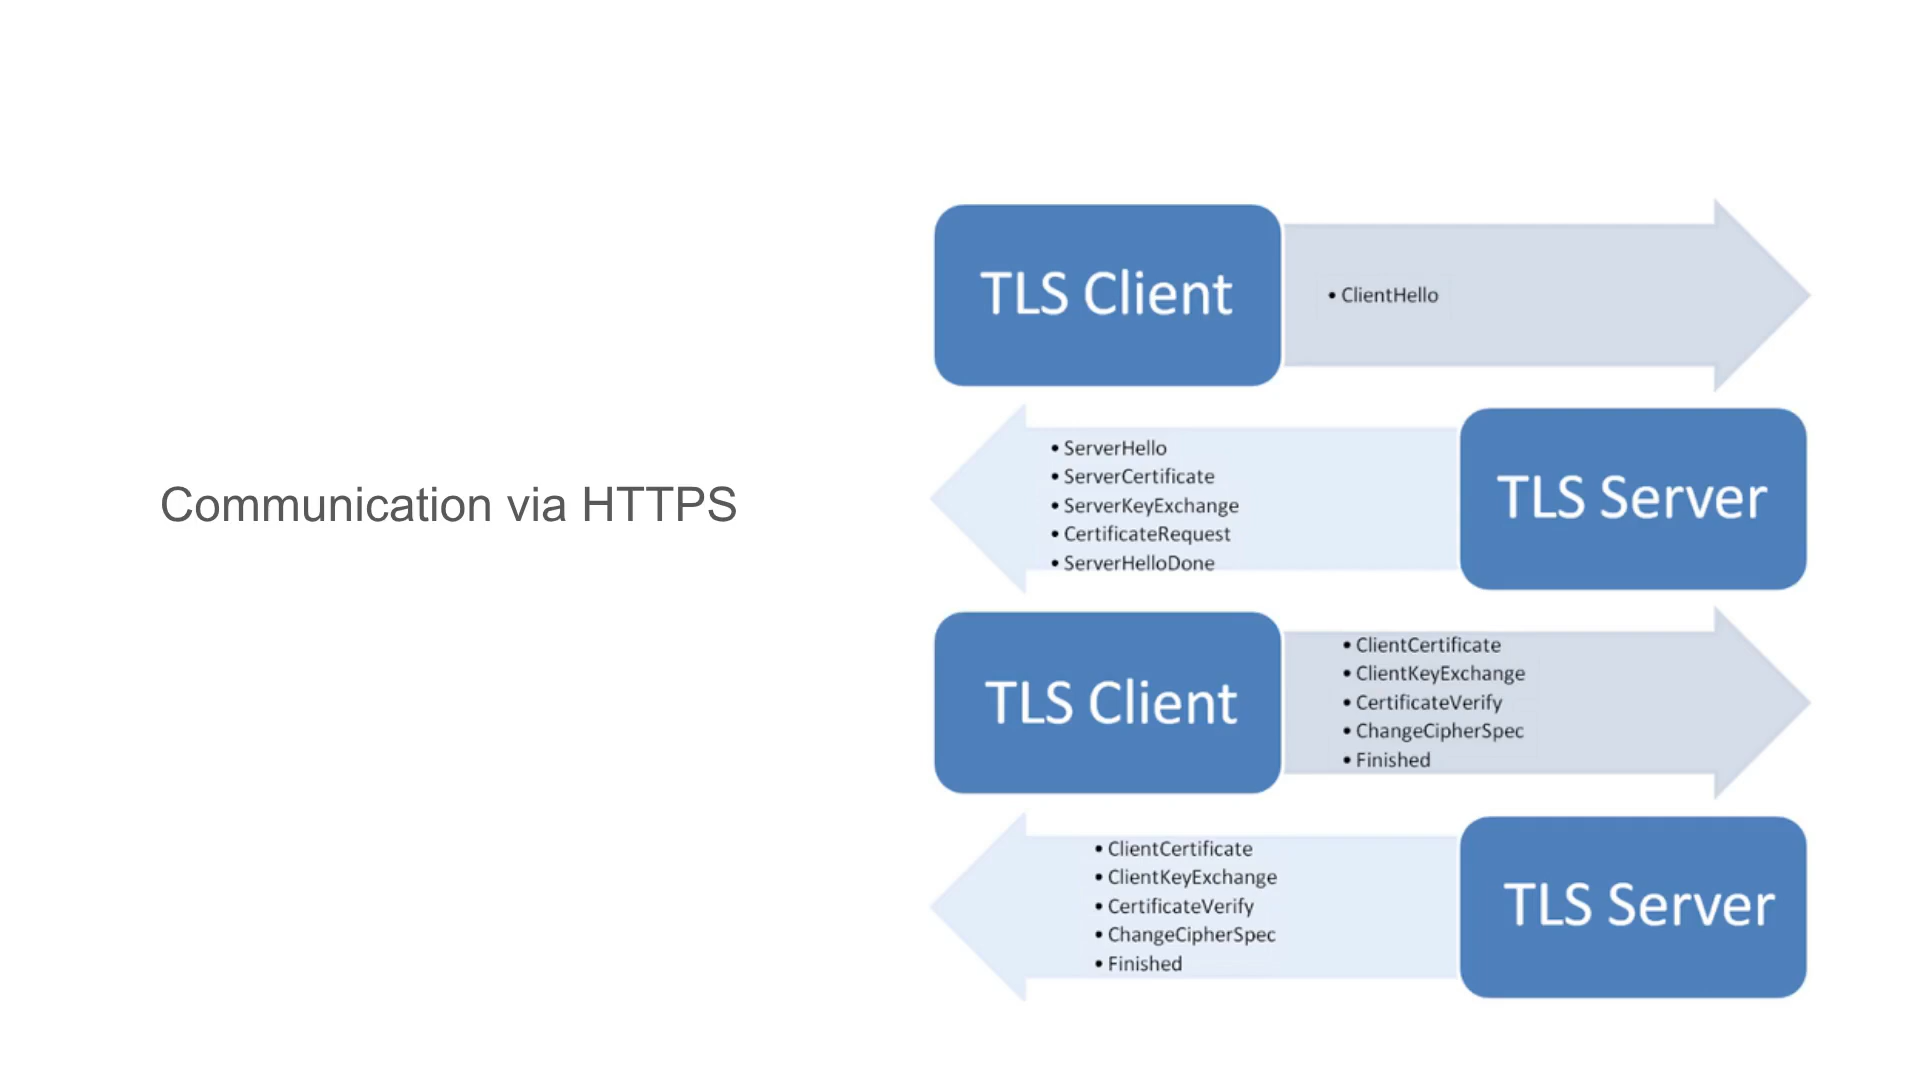 Communication via HTTPS
TLS Client
• ClientHello
• ServerHello
• ServerCertificate
• ServerKeyExchange
• CertificateRequest
• ServerHelloDone
TLS Server
TLS Client
• ClientCertificate
• ClientKeyExchange
• CertificateVerify
• ChangeCipherSpec
• Finished
• ClientCertificate
• ClientKeyExchange
• CertificateVerify
• ChangeCipherSpec
• Finished
TLS Server